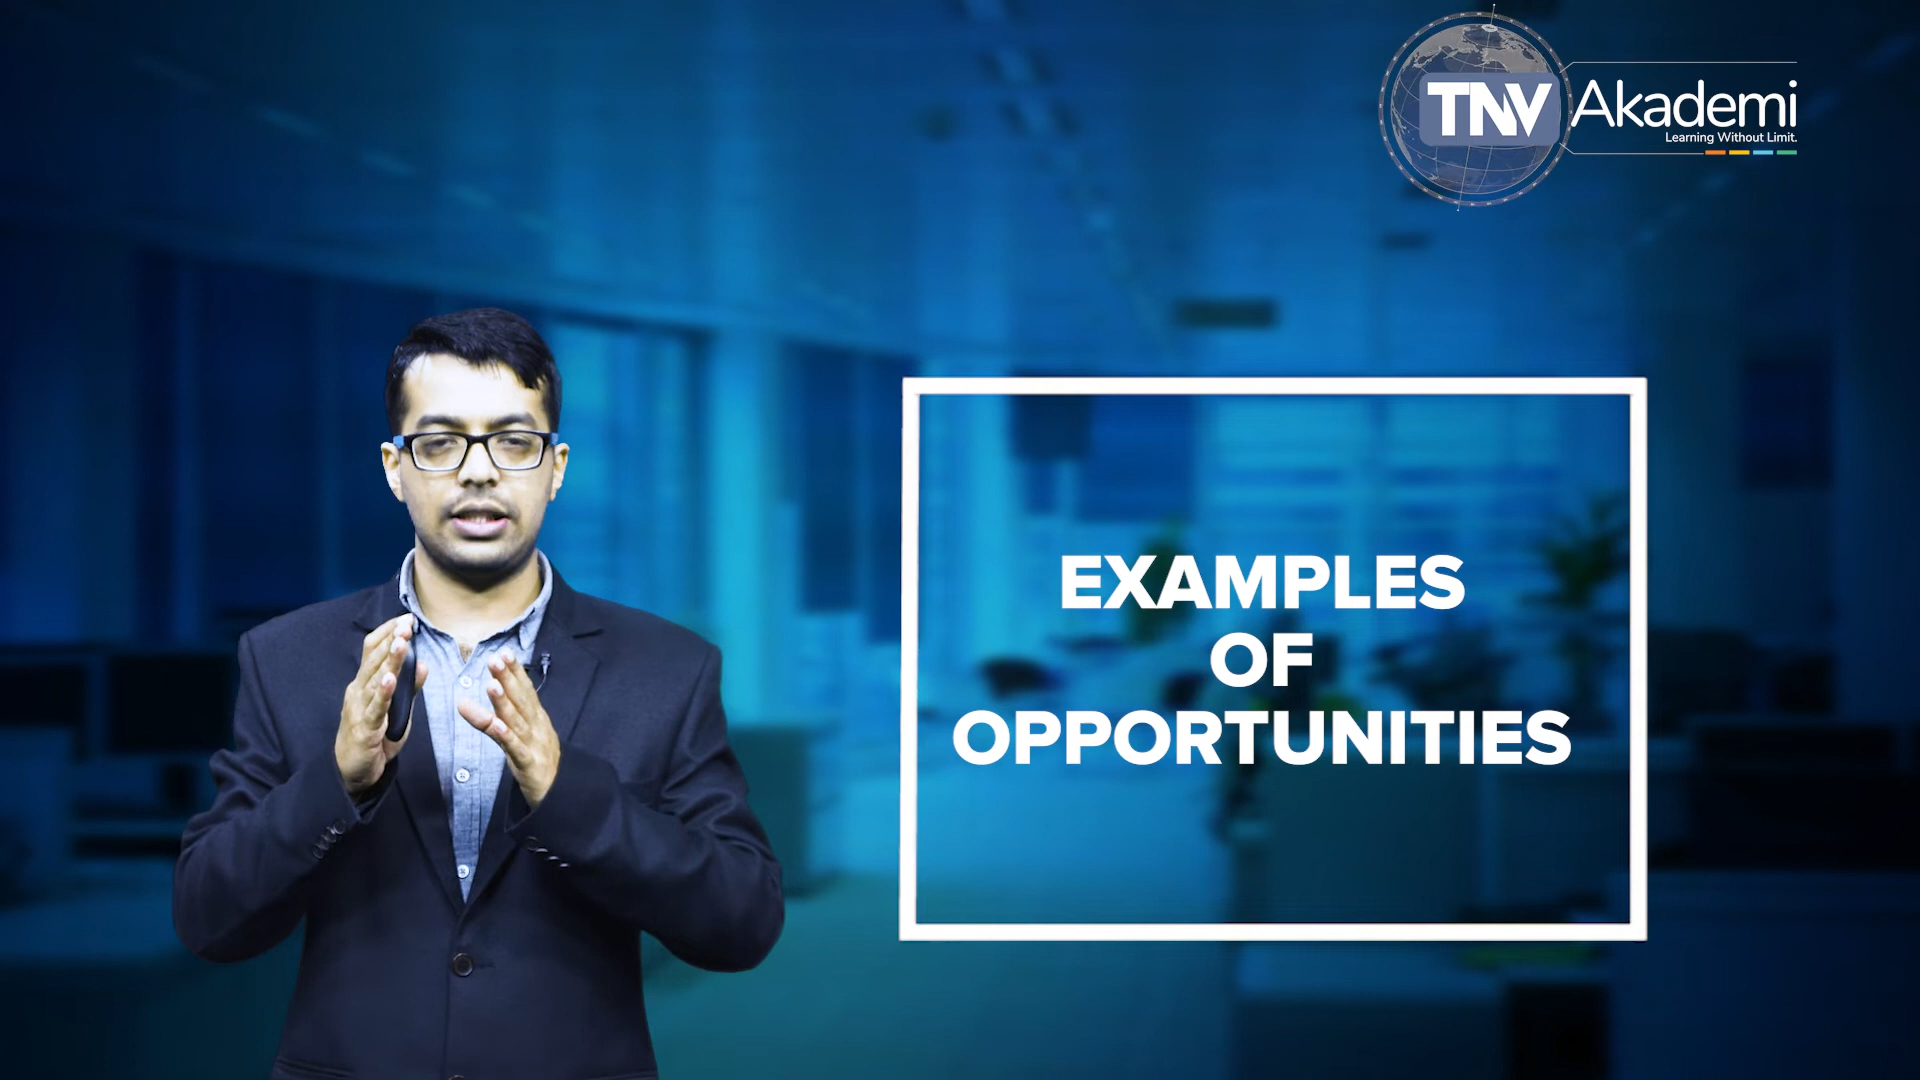 TNV Akademi
Learning Without Limit.
EXAMPLES
OF
OPPORTUNITIES